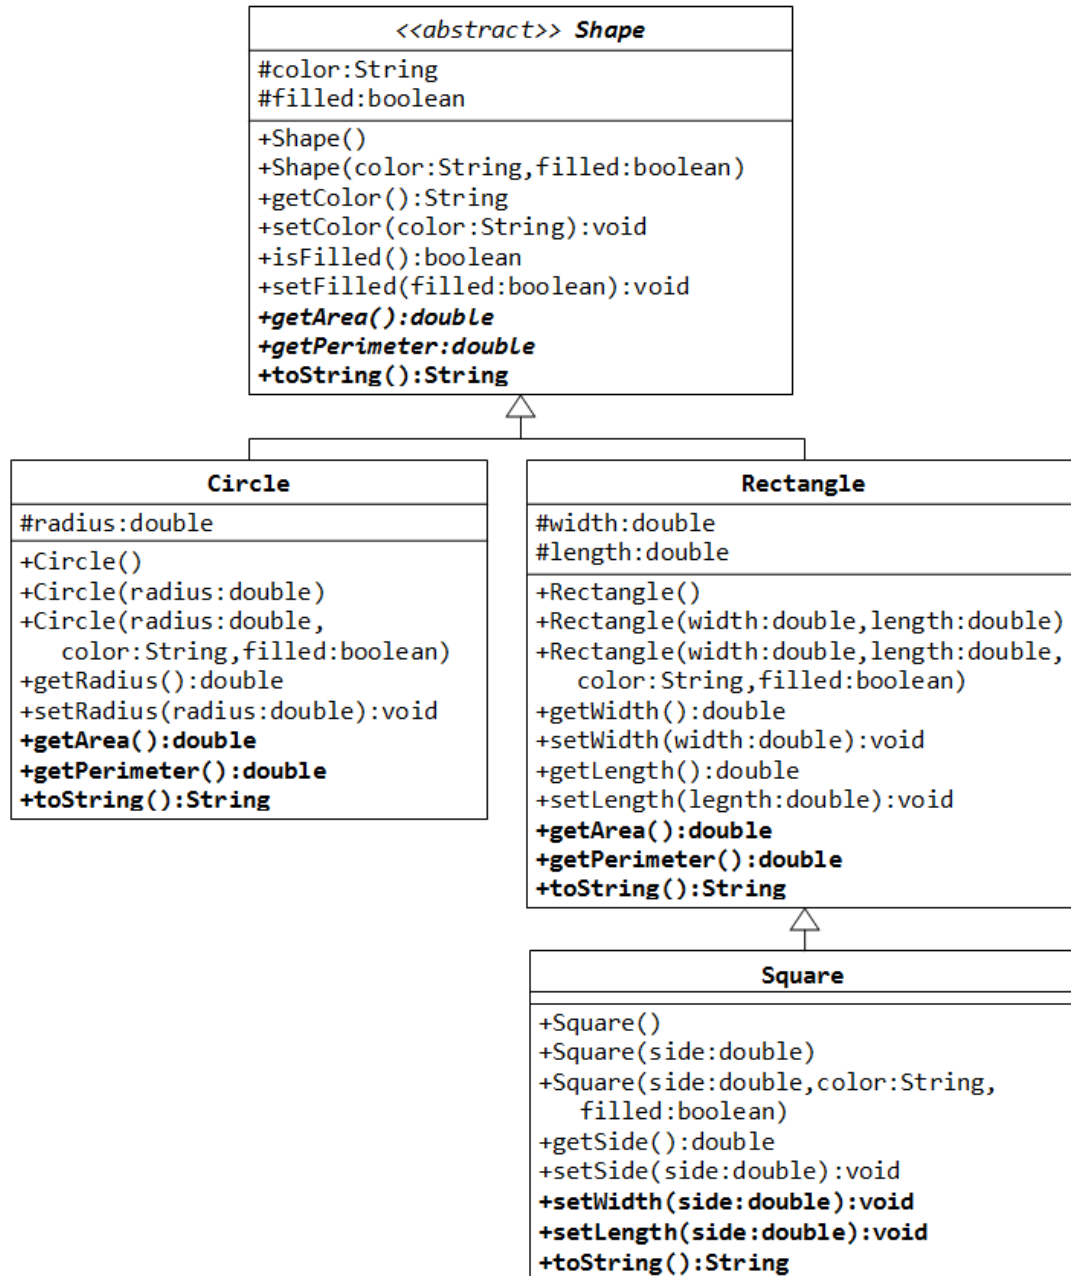 <<abstract>> Shape
#color:String
#filled:boolean
+Shape()
+Shape(color:String,filled:boolean)
+getColor():String
+setColor(color:String):void
+isFilled():boolean
+setFilled(filled:boolean):void
+getArea():double
+getPerimeter:double
+toString():String
Circle
#radius:double
+Circle()
+Circle(radius:double)
+Circle(radius:double,
color:String,filled:boolean)
+getRadius():double
+setRadius(radius:double):void
+getArea():double
+getPerimeter():double
+toString():String
Rectangle
#width:double
#length:double
+Rectangle()
+Rectangle(width:double,length:double)
+Rectangle(width:double,length:double,
color:String,filled:boolean)
+getWidth():double
+setWidth(width:double):void
+getLength():double
+setLength(legnth:double):void
+getArea():double
+getPerimeter():double
+toString():String
Square
+Square()
+Square(side:double)
+Square(side:double,color:String,
filled:boolean)
+getSide():double
+setSide(side:double):void
+setWidth(side:double):void
+setLength(side:double):void
+toString():String